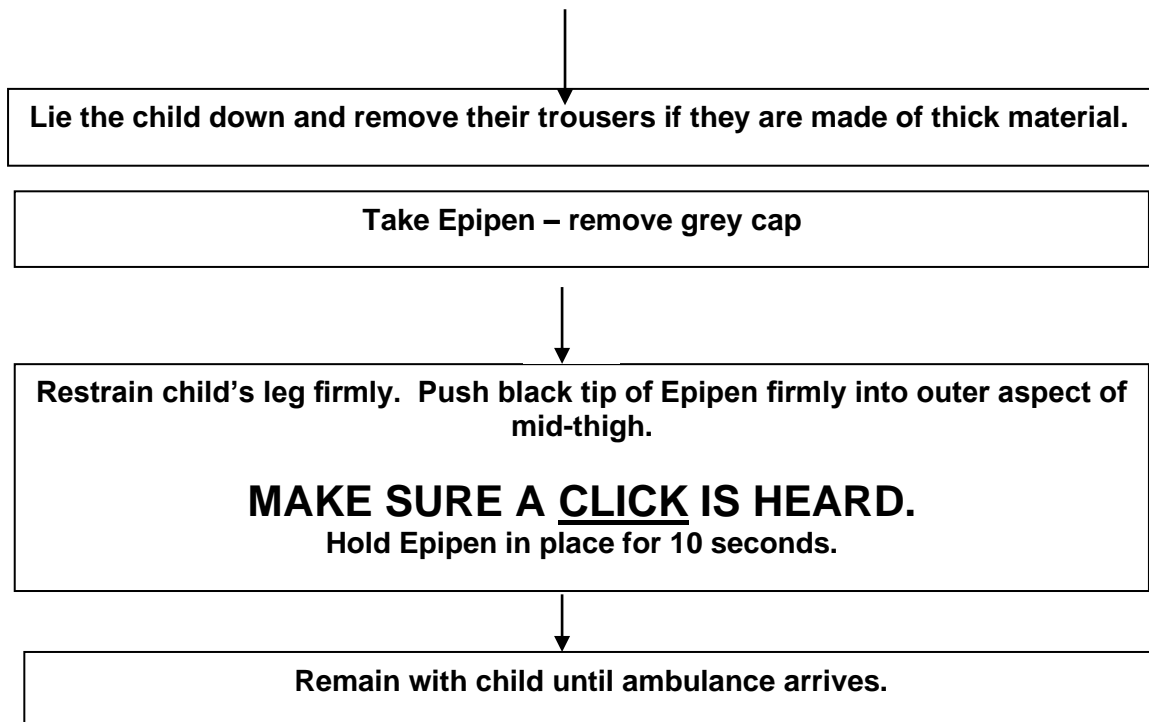 Lie the child down and remove their trousers if they are made of thick material.
Take Epipen – remove grey cap
Restrain child’s leg firmly.  Push black tip of Epipen firmly into outer aspect of
mid-thigh.
MAKE SURE A CLICK IS HEARD.
Hold Epipen in place for 10 seconds.
Remain with child until ambulance arrives.